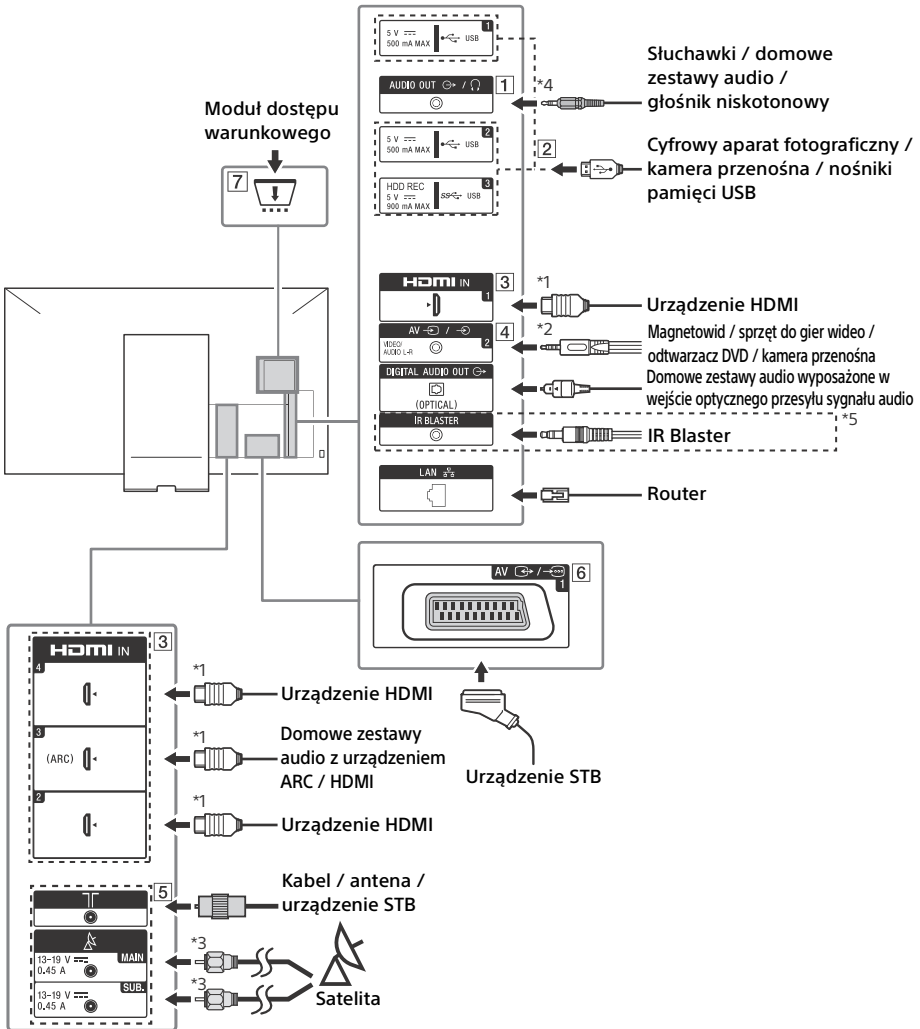 1
5 V
500 mA MAX
USB
AUDIO OUT /
1
*4
Słuchawki / domowe
zestawy audio /
głośnik niskotonowy
2
5 V
500 mA MAX
USB
2
Cyfrowy aparat fotograficzny /
kamera przenośna / nośniki
pamięci USB
3
HDD REC
5 V
900 mA MAX
SS
USB
Moduł dostępu
warunkowego
7
HDMI IN
1
3
*1
Urządzenie HDMI
AV /
VIDEO/
AUDIO L-R
2
4
*2
Magnetowid / sprzęt do gier wideo /
odtwarzacz DVD / kamera przenośna
DIGITAL AUDIO OUT
(OPTICAL)
Domowe zestawy audio wyposażone w
wejście optycznego przesyłu sygnału audio
IR BLASTER
IR Blaster
*5
LAN
Router
AV /
1
6
Urządzenie STB
3
HDMI IN
4
*1
Urządzenie HDMI
3
(ARC)
*1
Domowe zestawy
audio z urządzeniem
ARC / HDMI
2
*1
Urządzenie HDMI
5
Kabel / antena /
urządzenie STB
13-19 V
0.45 A
MAIN
*3
13-19 V
0.45 A
SUB.
*3
Satelita